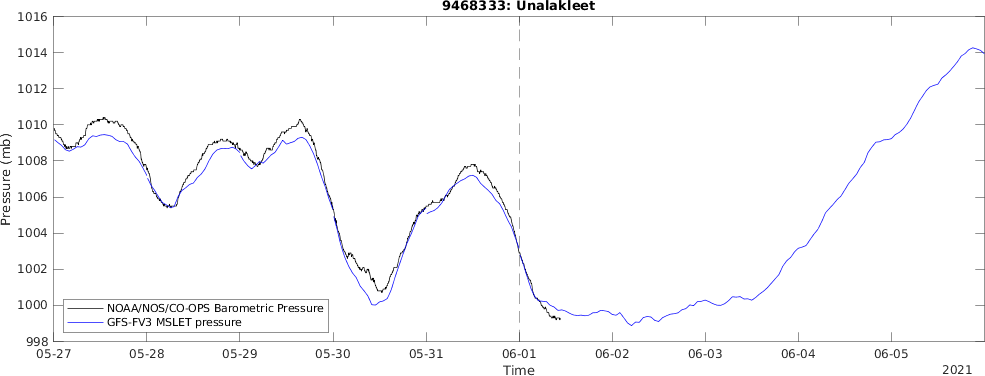 9468333: Unalakleet
1016
1014
1012
1010
1008
1006
1004
1002
1000
998
Pressure (mb)
NOAA/NOS/CO-OPS Barometric Pressure
GFS-FV3 MSLET pressure
05-27 05-28 05-29 05-30 05-31 06-01 06-02 06-03 06-04 06-05
Time
2021